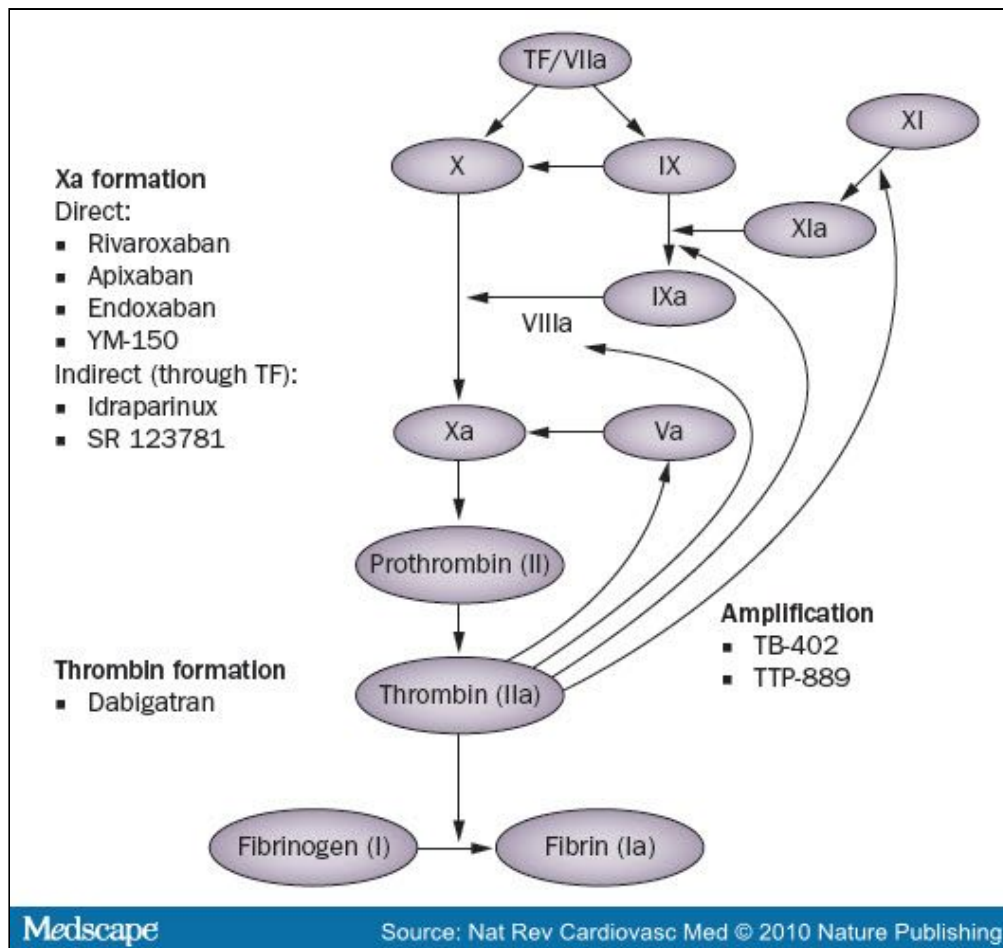 TF/VIIa
XI
X
IX
XIa
IXa
VIIIa
Xa formation
Direct:
▪ Rivaroxaban
▪ Apixaban
▪ Endoxaban
▪ YM-150
Indirect (through TF):
▪ Idraparinux
▪ SR 123781
Xa
Va
Prothrombin (II)
Amplification
▪ TB-402
▪ TTP-889
Thrombin formation
▪ Dabigatran
Thrombin (IIa)
Fibrinogen (I)
Fibrin (Ia)
Medscape
Source: Nat Rev Cardiovasc Med © 2010 Nature Publishing